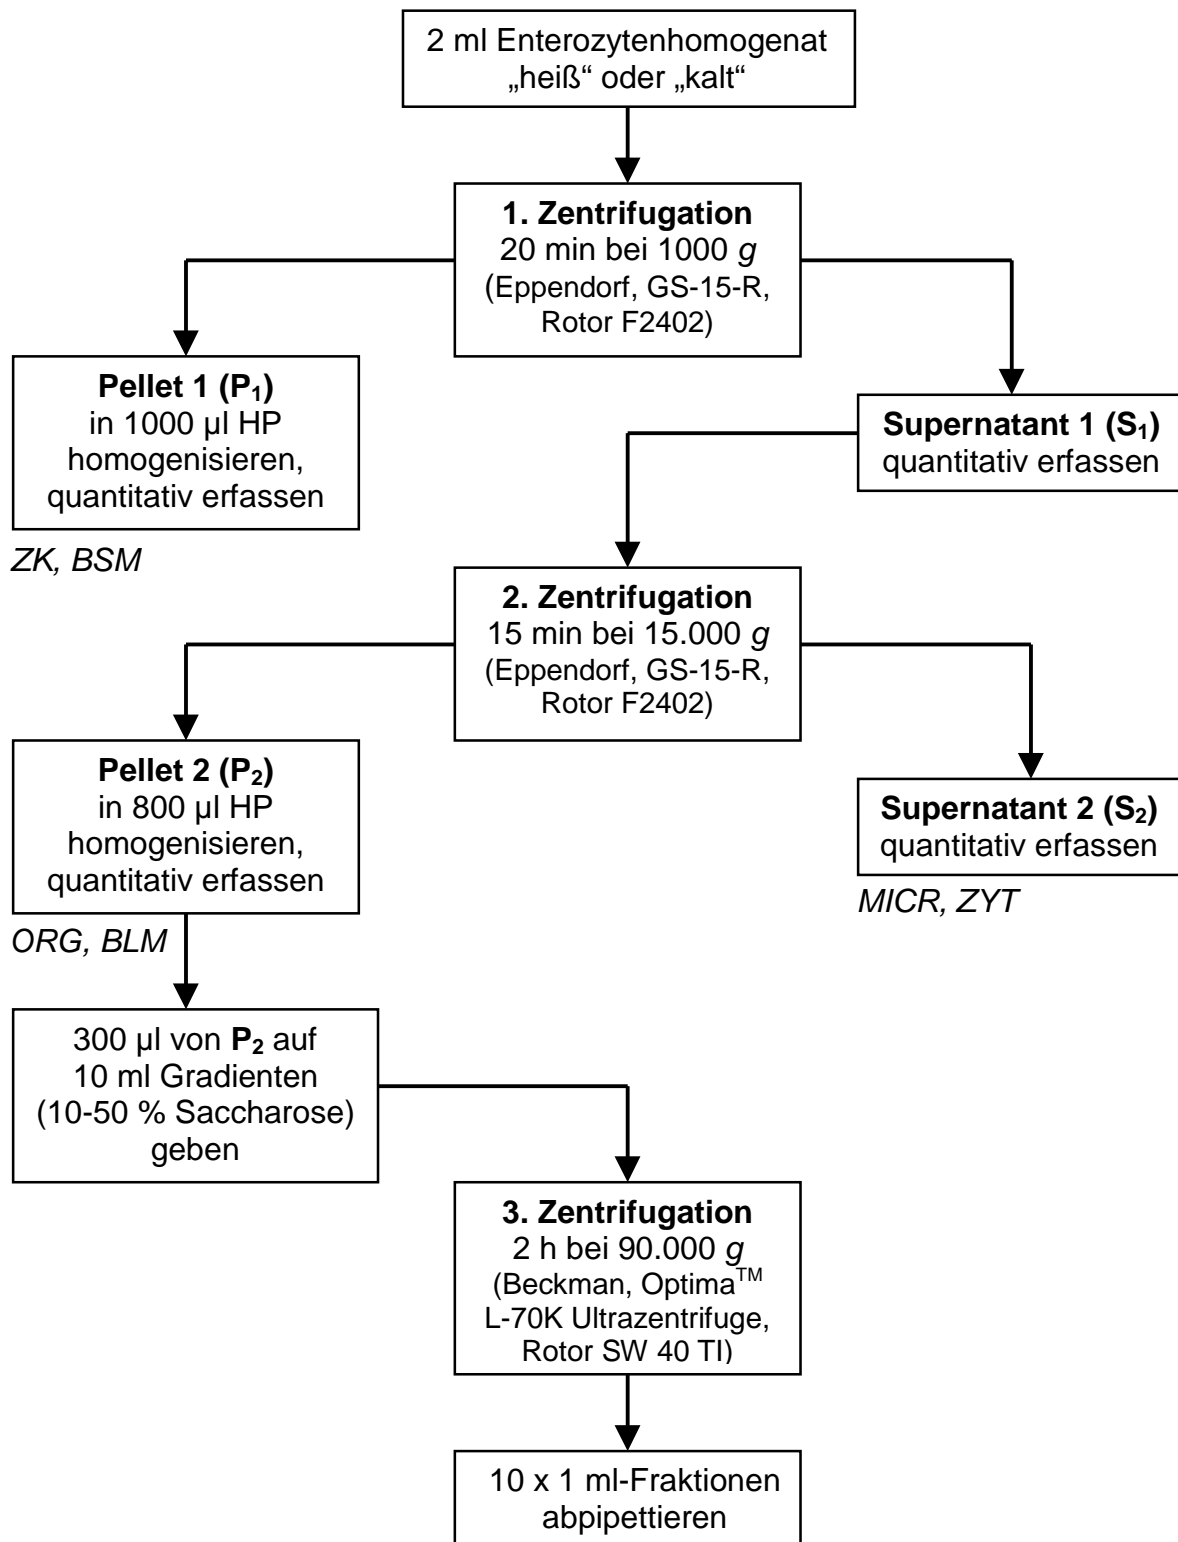 2 ml Enterozytenhomogenat
„heiß“ oder „kalt“
1. Zentrifugation
20 min bei 1000 g
(Eppendorf, GS-15-R,
Rotor F2402)
Pellet 1 (P₁)
in 1000 µl HP
homogenisieren,
quantitativ erfassen
ZK, BSM
Supernatant 1 (S₁)
quantitativ erfassen
2. Zentrifugation
15 min bei 15.000 g
(Eppendorf, GS-15-R,
Rotor F2402)
Pellet 2 (P₂)
in 800 µl HP
homogenisieren,
quantitativ erfassen
ORG, BLM
Supernatant 2 (S₂)
quantitativ erfassen
MICR, ZYT
300 µl von P₂ auf
10 ml Gradienten
(10-50 % Saccharose)
geben
3. Zentrifugation
2 h bei 90.000 g
(Beckman, Optima™
L-70K Ultrazentrifuge,
Rotor SW 40 TI)
10 x 1 ml-Fraktionen
abpipettieren